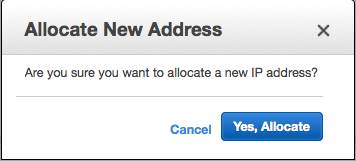 Allocate New Address
Are you sure you want to allocate a new IP address?
Cancel Yes, Allocate